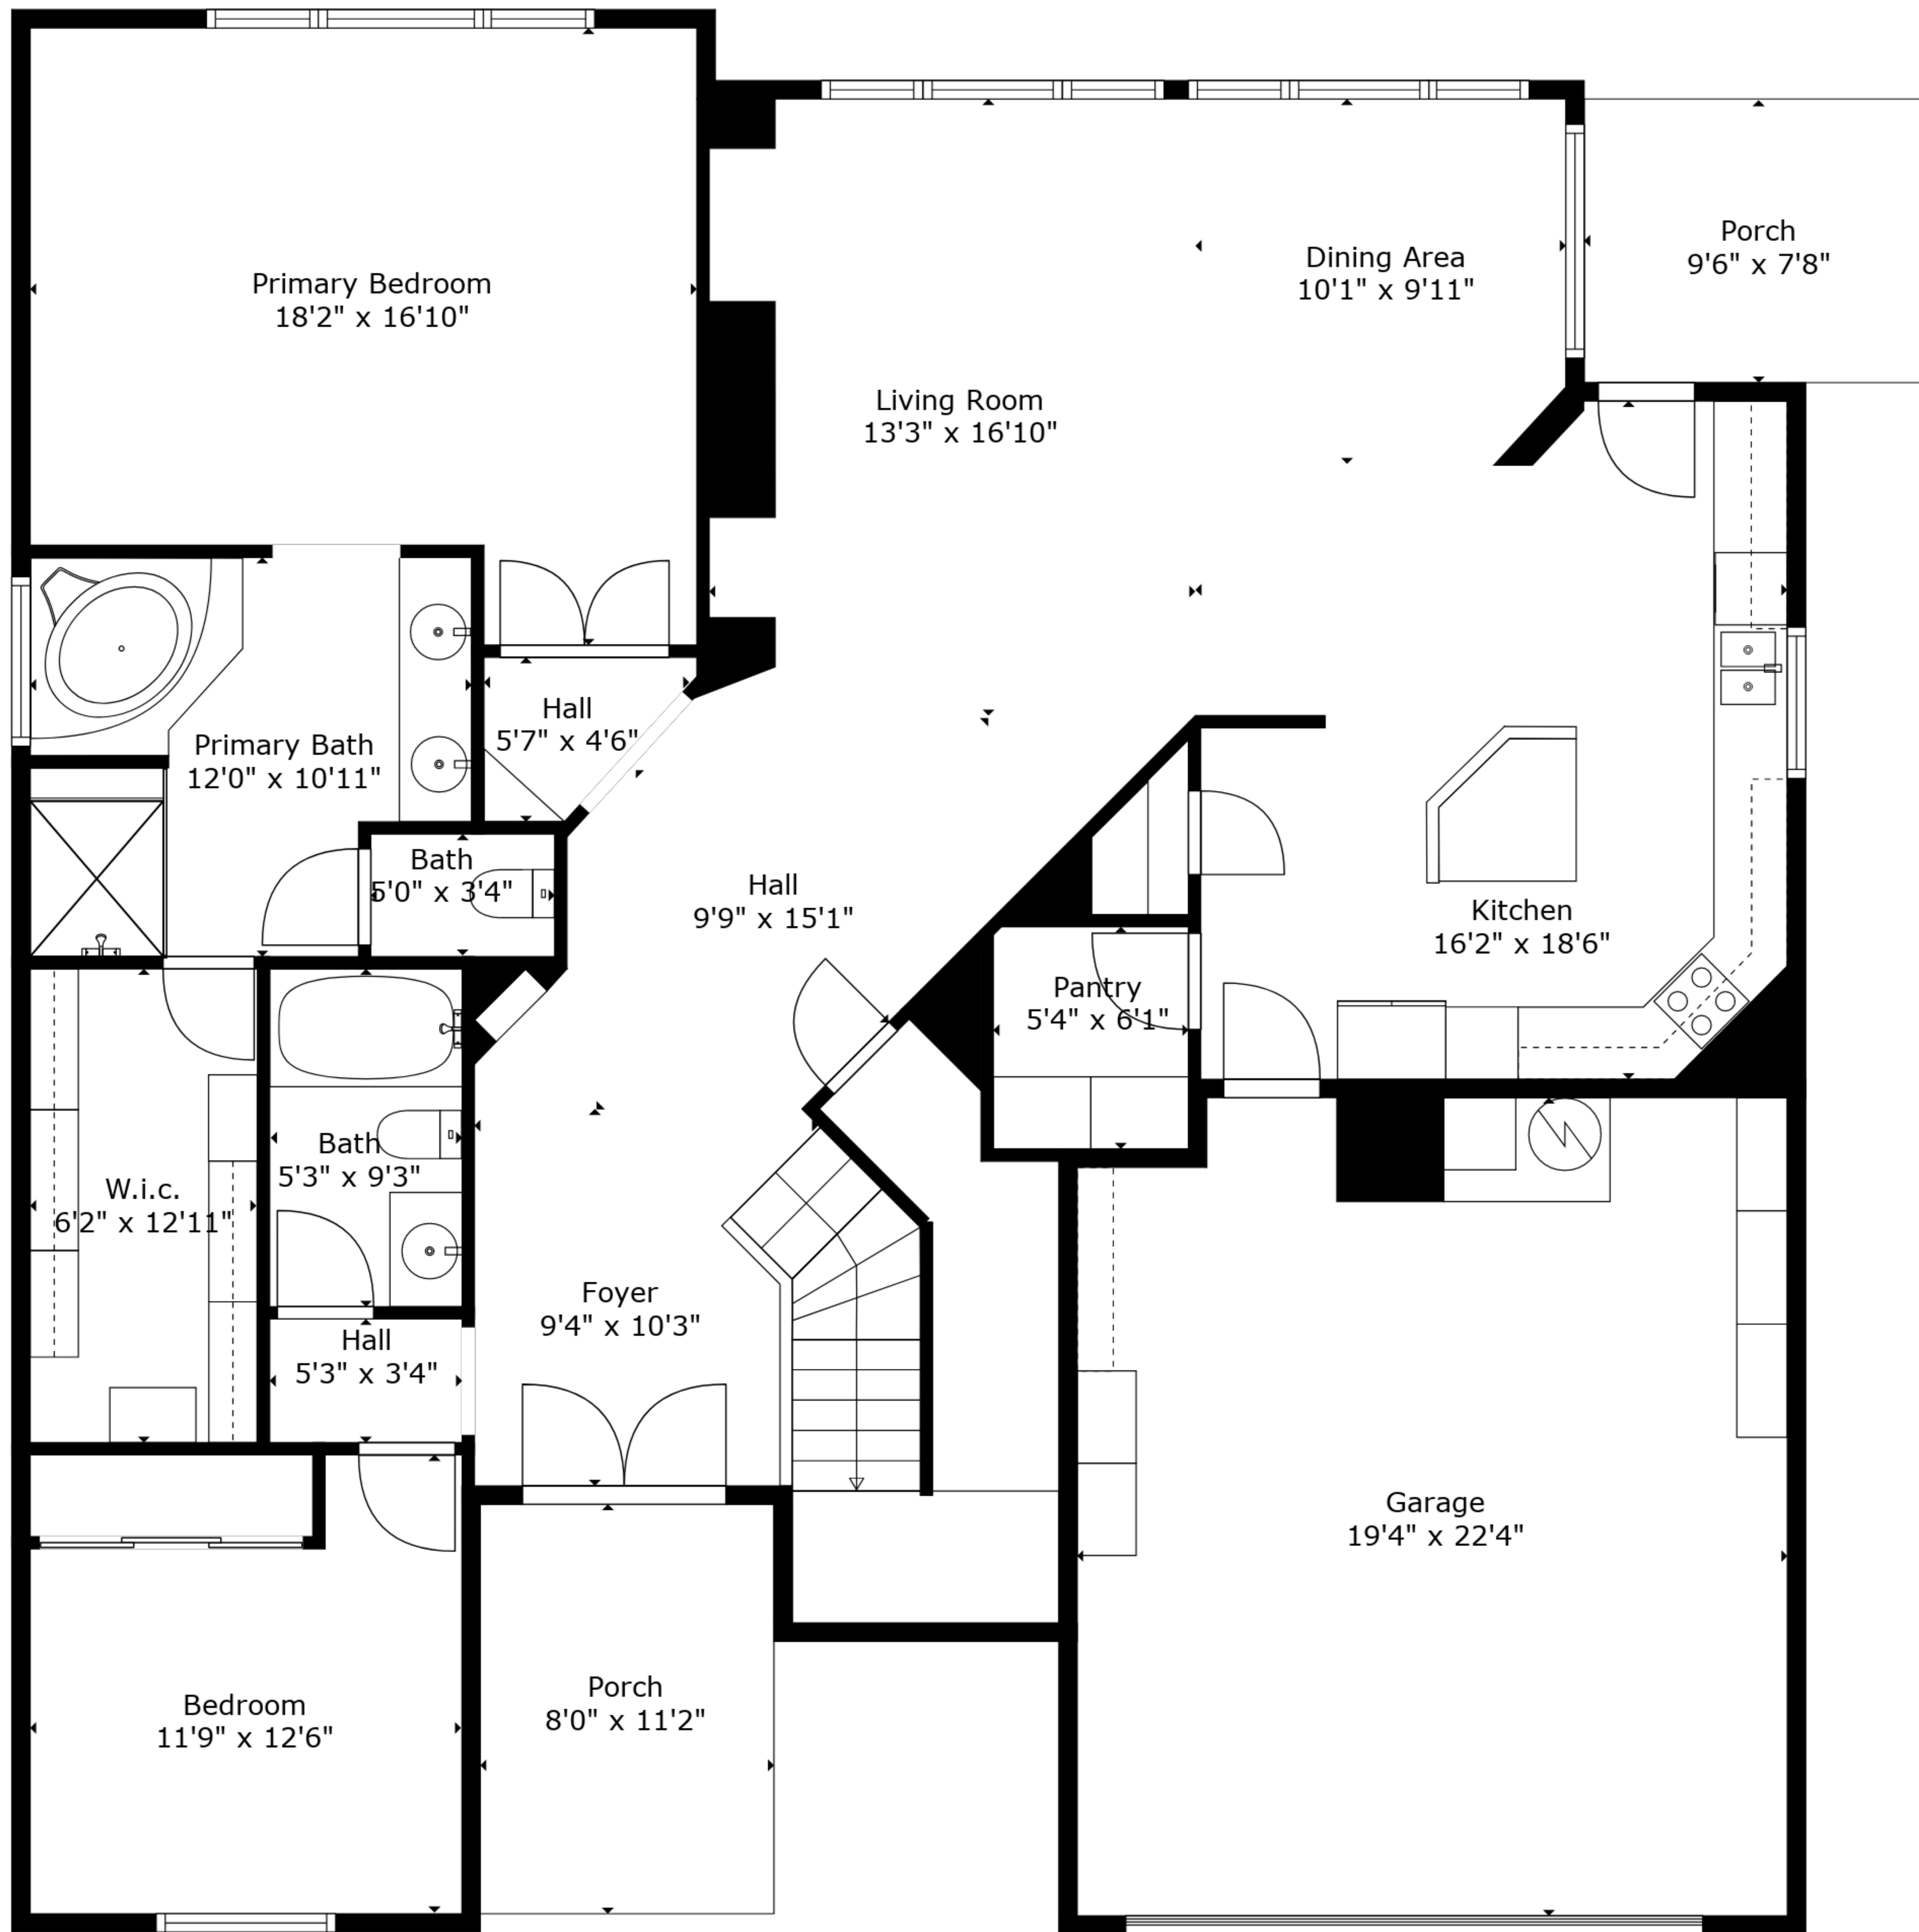 Primary Bedroom
18'2" x 16'10"
Living Room
13'3" x 16'10"
Dining Area
10'1" x 9'11"
Porch
9'6" x 7'8"
Primary Bath
12'0" x 10'11"
Hall
5'7" x 4'6"
Bath
5'0" x 3'4"
Hall
9'9" x 15'1"
Kitchen
16'2" x 18'6"
Pantry
5'4" x 6'1"
W.i.c.
6'2" x 12'11"
Bath
5'3" x 9'3"
Hall
5'3" x 3'4"
Foyer
9'4" x 10'3"
Garage
19'4" x 22'4"
Bedroom
11'9" x 12'6"
Porch
8'0" x 11'2"